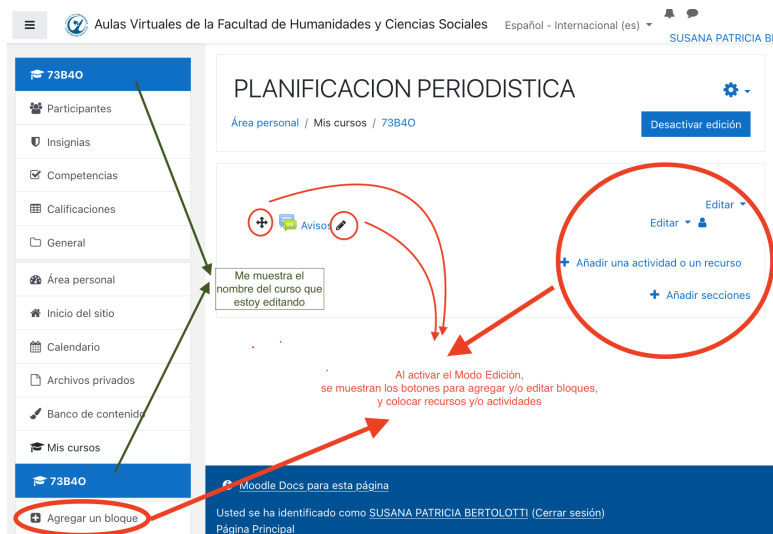 Aulas Virtuales de la Facultad de Humanidades y Ciencias Sociales
Español - Internacional (es)
SUSANA PATRICIA
73B4O
Participantes
Insignias
Competencias
Calificaciones
General
Área personal
Inicio del sitio
Calendario
Archivos privados
Banco de contenido
Mis cursos
73B4O
Agregar un bloque
PLANIFICACION PERIODISTICA
Área personal / Mis cursos / 73B4O
Desactivar edición
Avisos
Editar
Editar
Añadir una actividad o un recurso
Añadir secciones
Me muestra el
nombre del curso que
estoy editando
Al activar el Modo Edición,
se muestran los botones para agregar y/o editar bloques,
y colocar recursos y/o actividades
Moodle Docs para esta página
Usted se ha identificado como SUSANA PATRICIA BERTOLOTTI (Cerrar sesión)
Página Principal